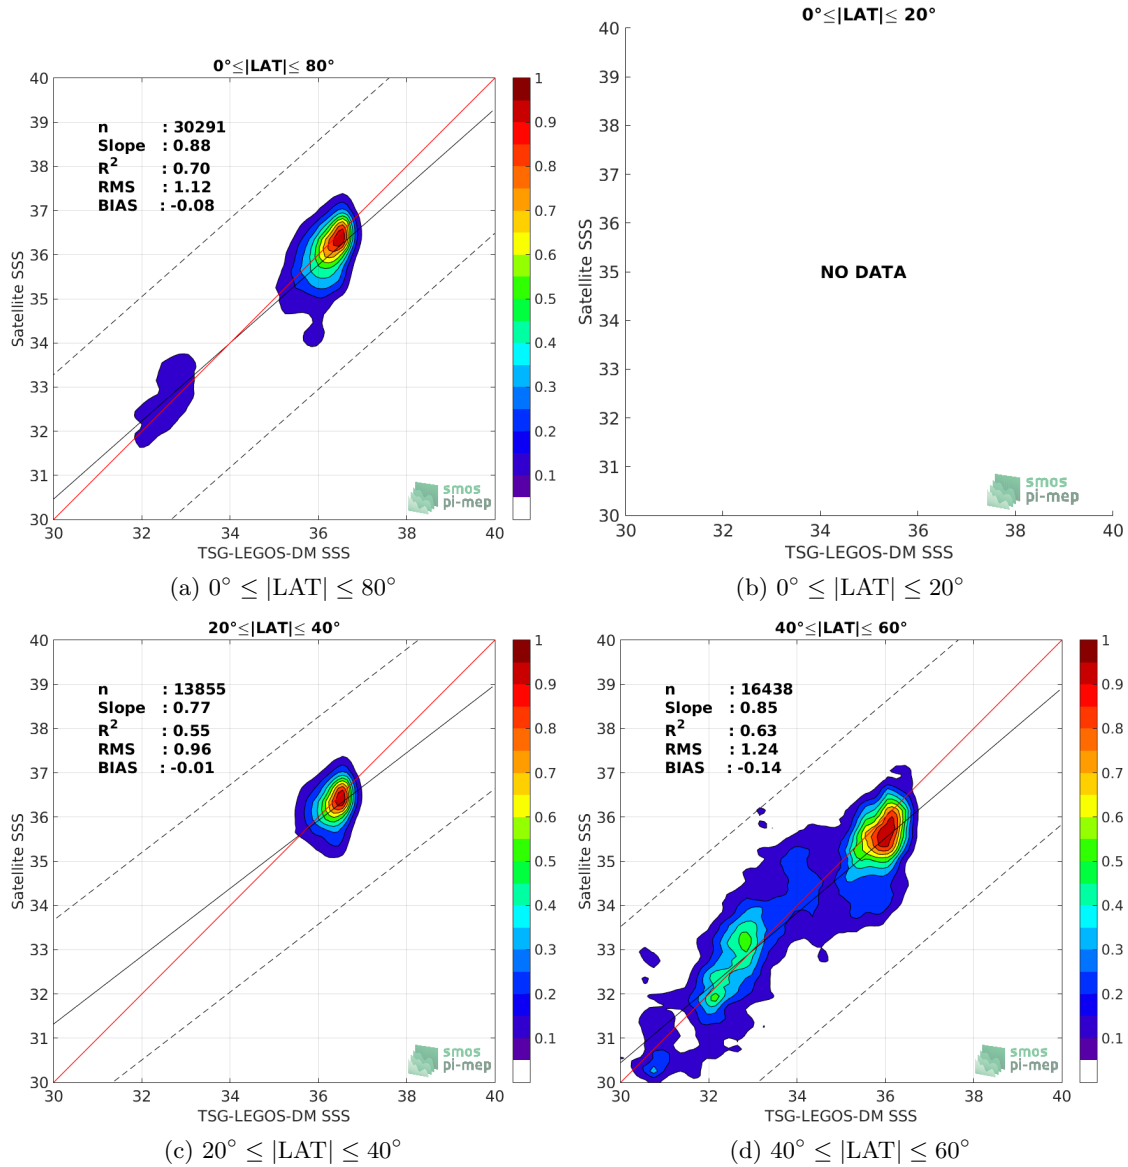 0°≤|LAT|≤ 80°
40
39
38
37
36
35
34
33
32
31
30
Satellite SSS
n : 30291
Slope : 0.88
R² : 0.70
RMS : 1.12
BIAS : -0.08
1
0.9
0.8
0.7
0.6
0.5
0.4
0.3
0.2
0.1
smos
pi-mep
30 32 34 36 38 40
TSG-LEGOS-DM SSS
(a) 0° ≤ |LAT| ≤ 80°
0°≤|LAT|≤ 20°
40
39
38
37
36
35
34
33
32
31
30
Satellite SSS
NO DATA
smos
pi-mep
30 32 34 36 38 40
TSG-LEGOS-DM SSS
(b) 0° ≤ |LAT| ≤ 20°
20°≤|LAT|≤ 40°
40
39
38
37
36
35
34
33
32
31
30
Satellite SSS
n : 13855
Slope : 0.77
R² : 0.55
RMS : 0.96
BIAS : -0.01
1
0.9
0.8
0.7
0.6
0.5
0.4
0.3
0.2
0.1
smos
pi-mep
30 32 34 36 38 40
TSG-LEGOS-DM SSS
(c) 20° ≤ |LAT| ≤ 40°
40°≤|LAT|≤ 60°
40
39
38
37
36
35
34
33
32
31
30
Satellite SSS
n : 16438
Slope : 0.85
R² : 0.63
RMS : 1.24
BIAS : -0.14
1
0.9
0.8
0.7
0.6
0.5
0.4
0.3
0.2
0.1
smos
pi-mep
30 32 34 36 38 40
TSG-LEGOS-DM SSS
(d) 40° ≤ |LAT| ≤ 60°